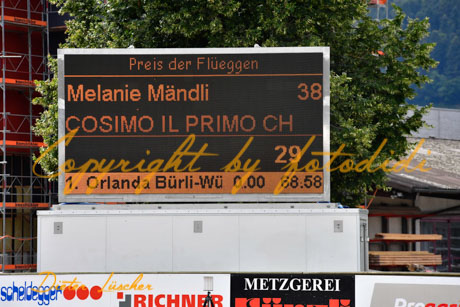 Preis der Flüeggen
Melanie Mändli 38
COSIMO IL PRIMO CH
29
Copyright by fotodedi
1. Orlanda Bürli-Wü 0.00 68.58
Dieter Lüscher
scheidegger
RICHNER
METZGEREI